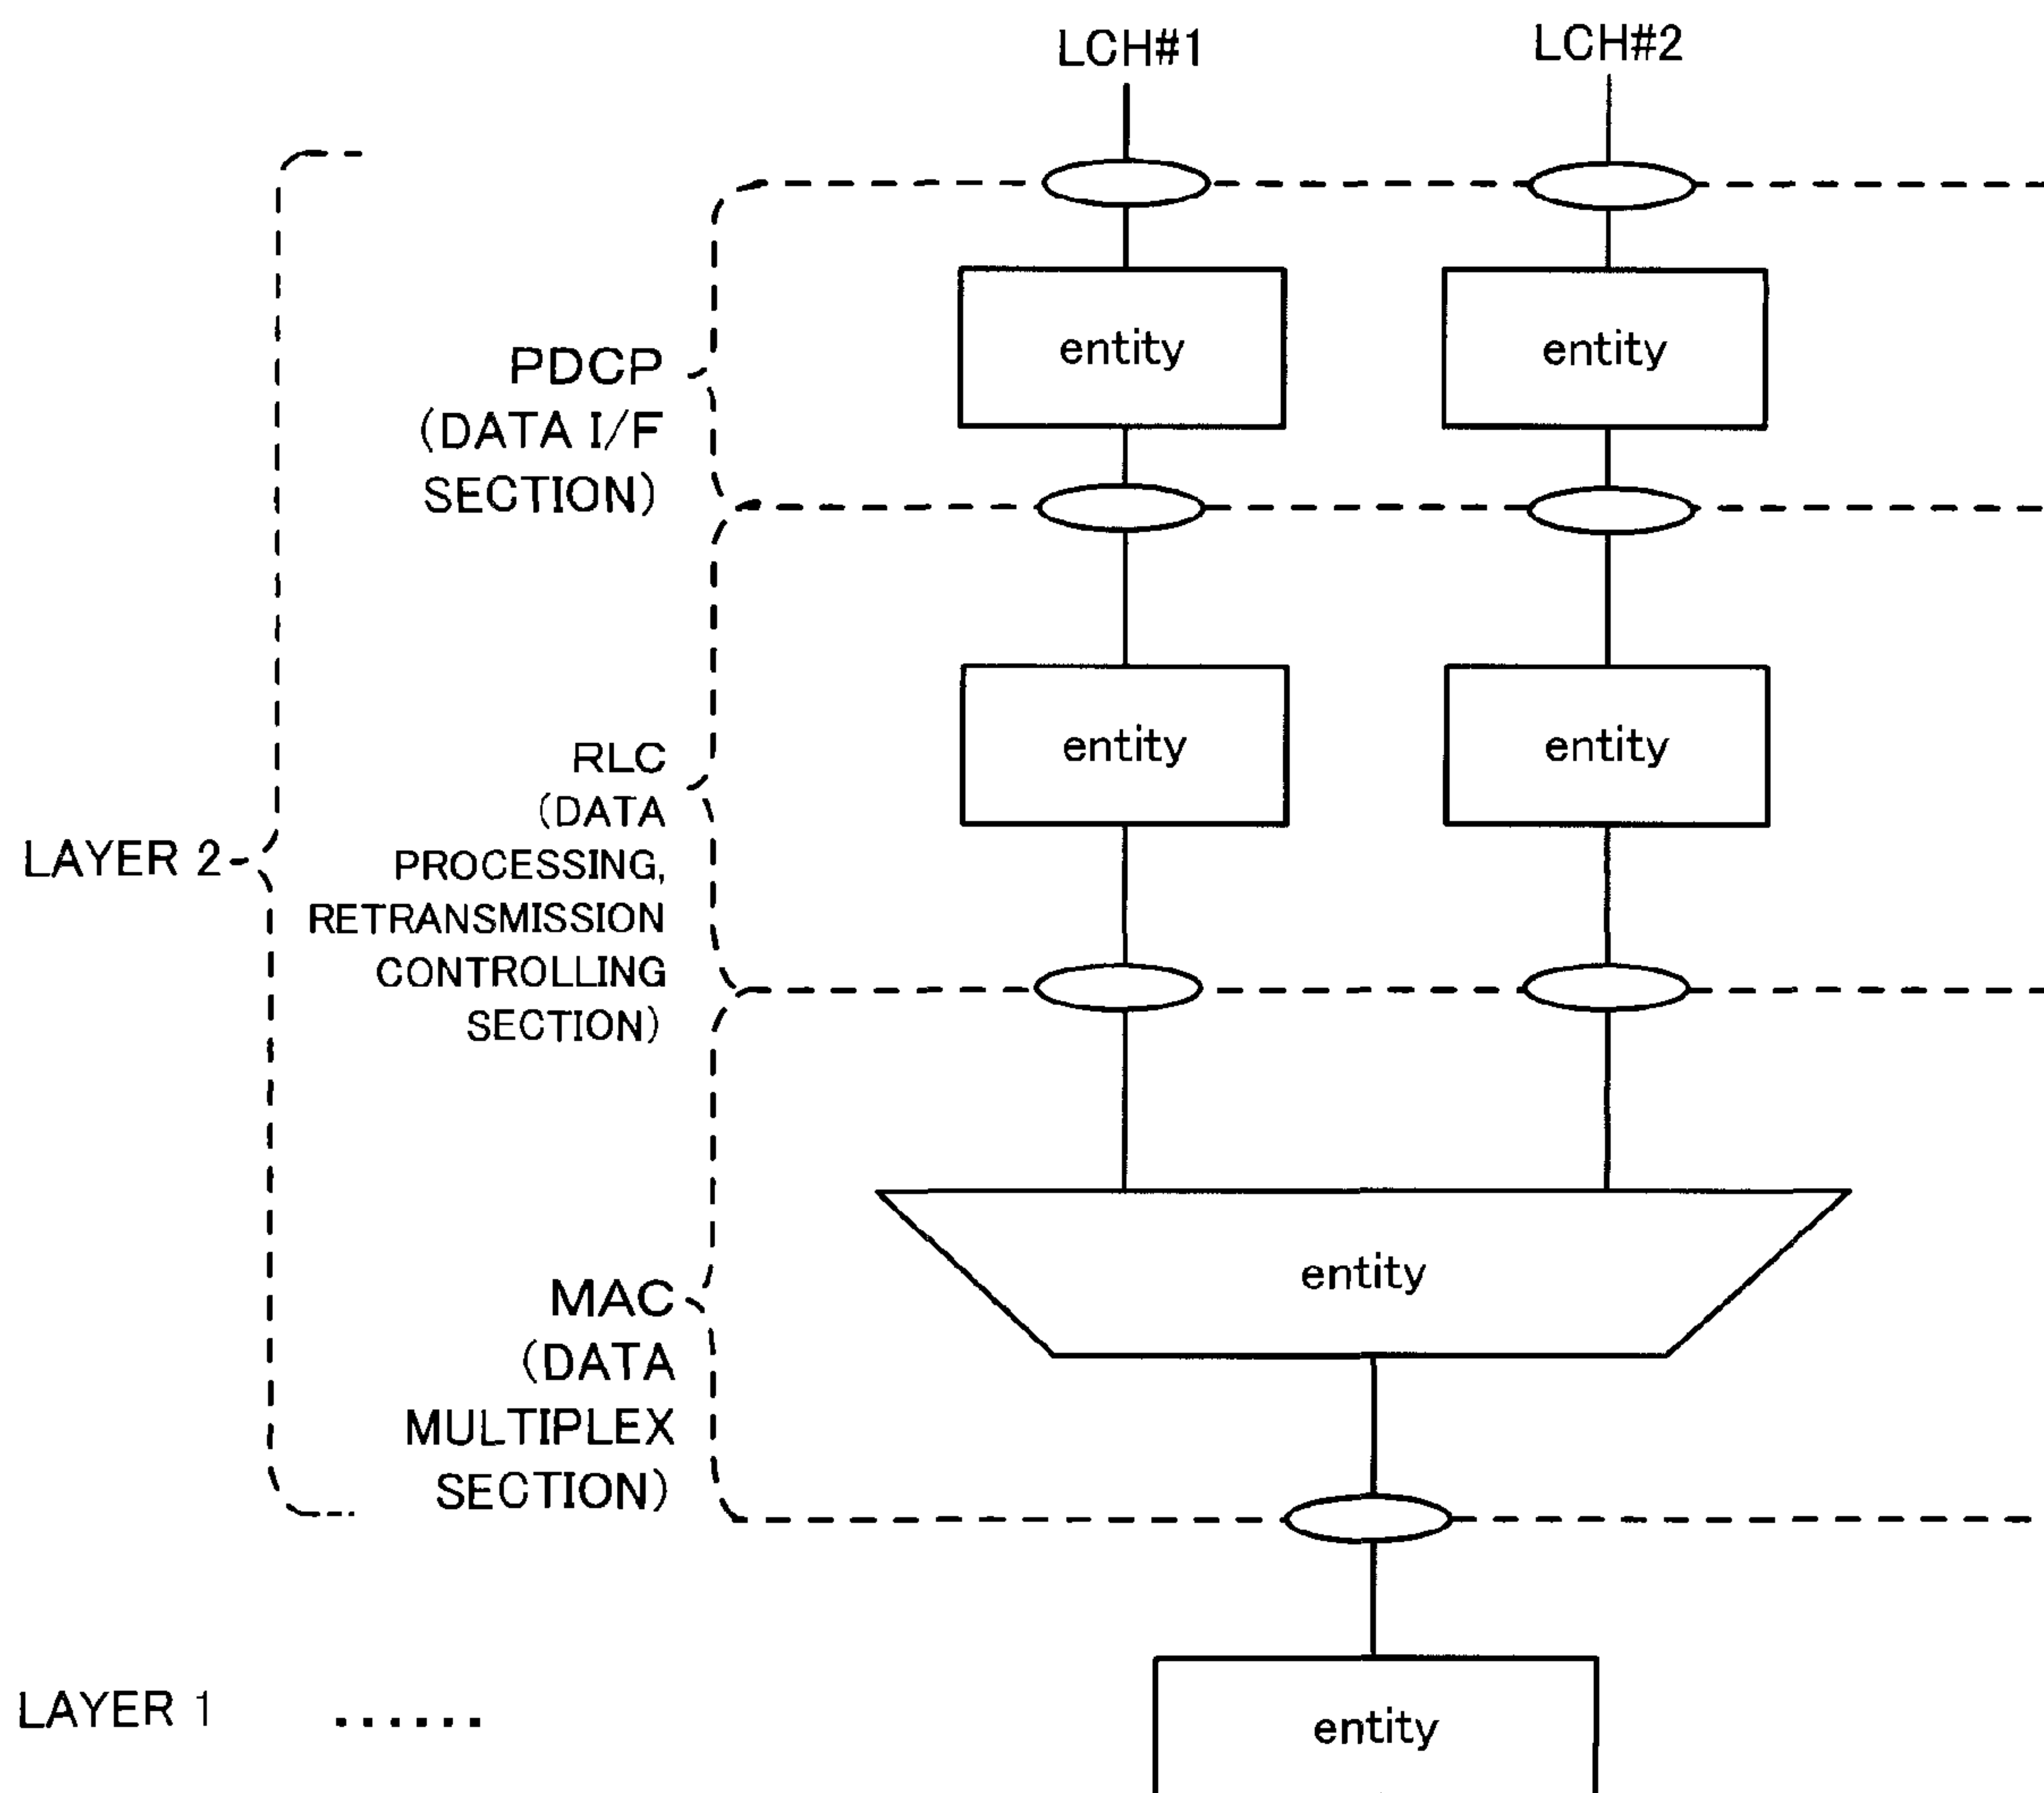 LCH#1
LCH#2
entity
entity
PDCP
(DATA I/F
SECTION)
entity
entity
RLC
(DATA
PROCESSING,
RETRANSMISSION
CONTROLLING
SECTION)
LAYER 2
entity
MAC
(DATA
MULTIPLEX
SECTION)
LAYER 1 ......
entity